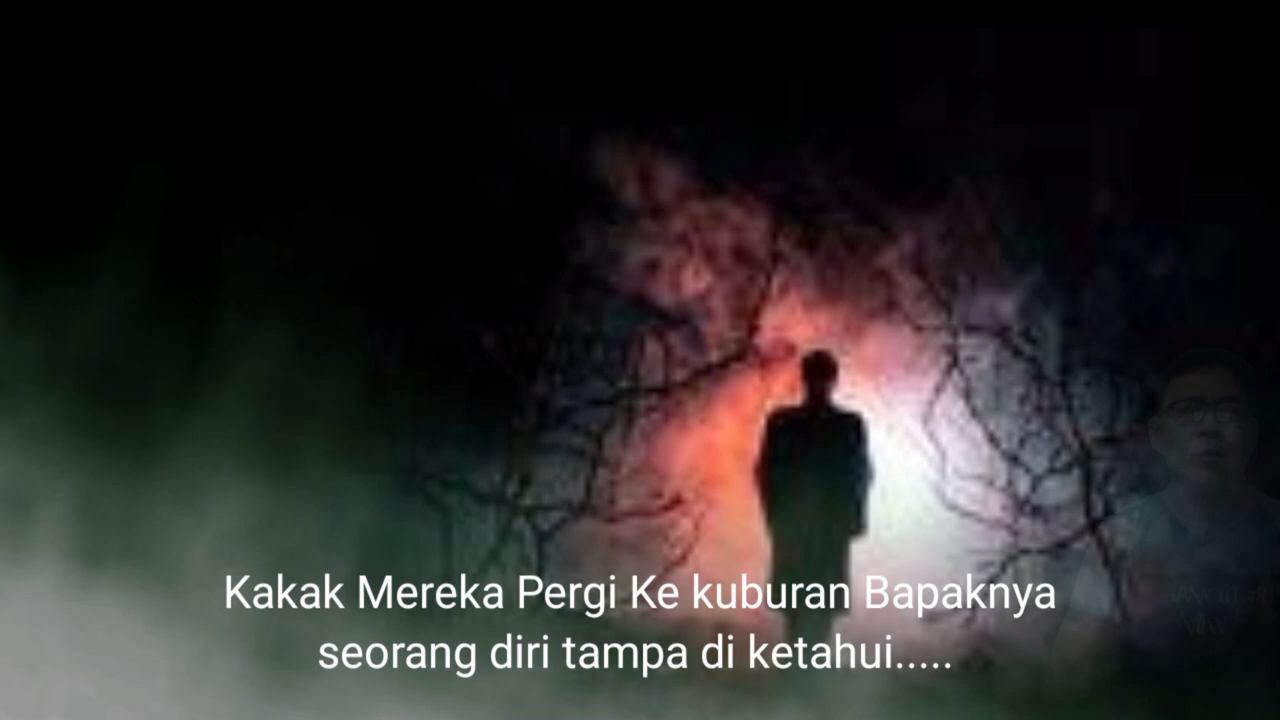 Kakak Mereka Pergi Ke kuburan Bapaknya
seorang diri tampa di ketahui.....